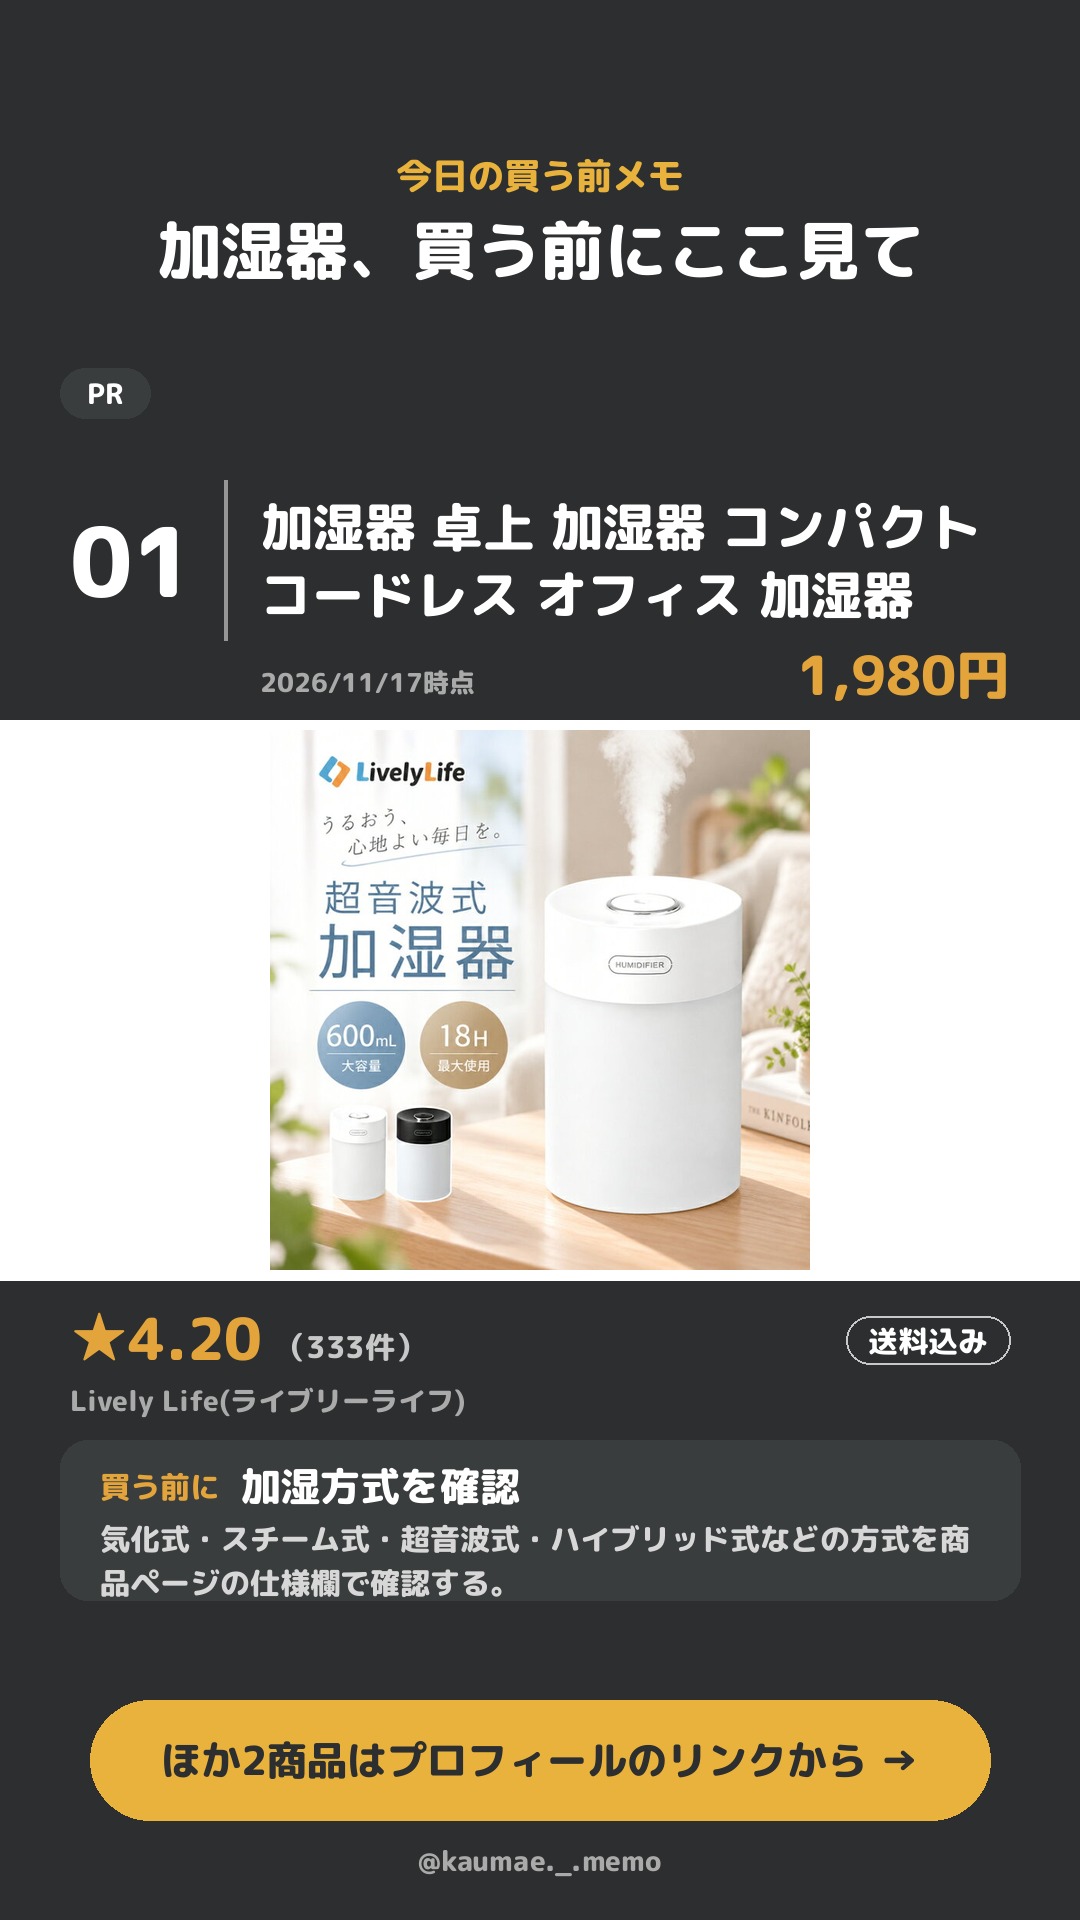 今日の買う前メモ
加湿器、買う前にここ見て
PR
01
加湿器 卓上 加湿器 コンパクト
コードレス オフィス 加湿器
2026/11/17時点
1,980円
LivelyLife
うるおう、
心地よい毎日を。
超音波式
加湿器
600mL
大容量
18H
最大使用
HUMIDIFIER
THE KINFOL
★4.20 (333件)
送料込み
Lively Life(ライブリーライフ)
買う前に 加湿方式を確認
気化式・スチーム式・超音波式・ハイブリッド式などの方式を商
品ページの仕様欄で確認する。
ほか2商品はプロフィールのリンクから →
@kaumae._.memo